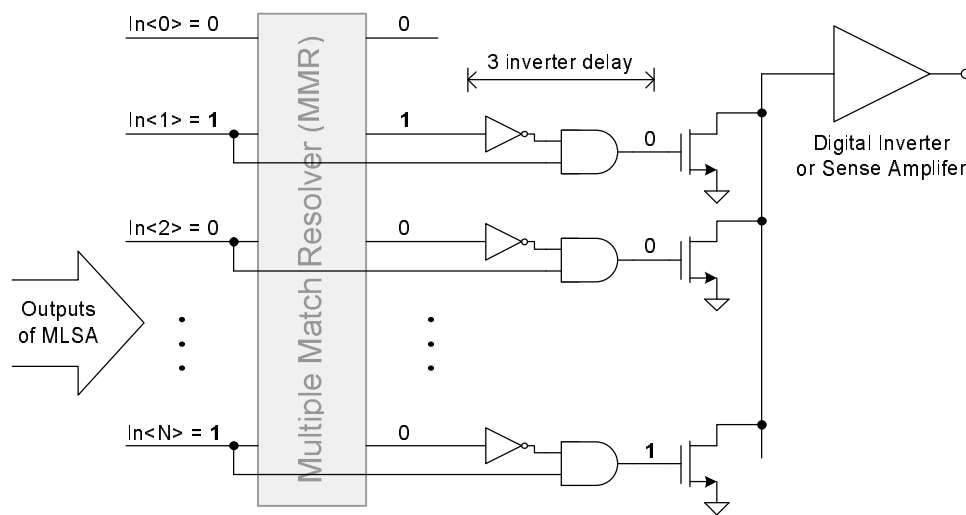 In<0> = 0
0
3 inverter delay
In<1> = 1
1
0
Digital Inverter
or Sense Amplifer
In<2> = 0
0
0
Multiple Match Resolver (MMR)
Outputs
of MLSA
In<N> = 1
0
1